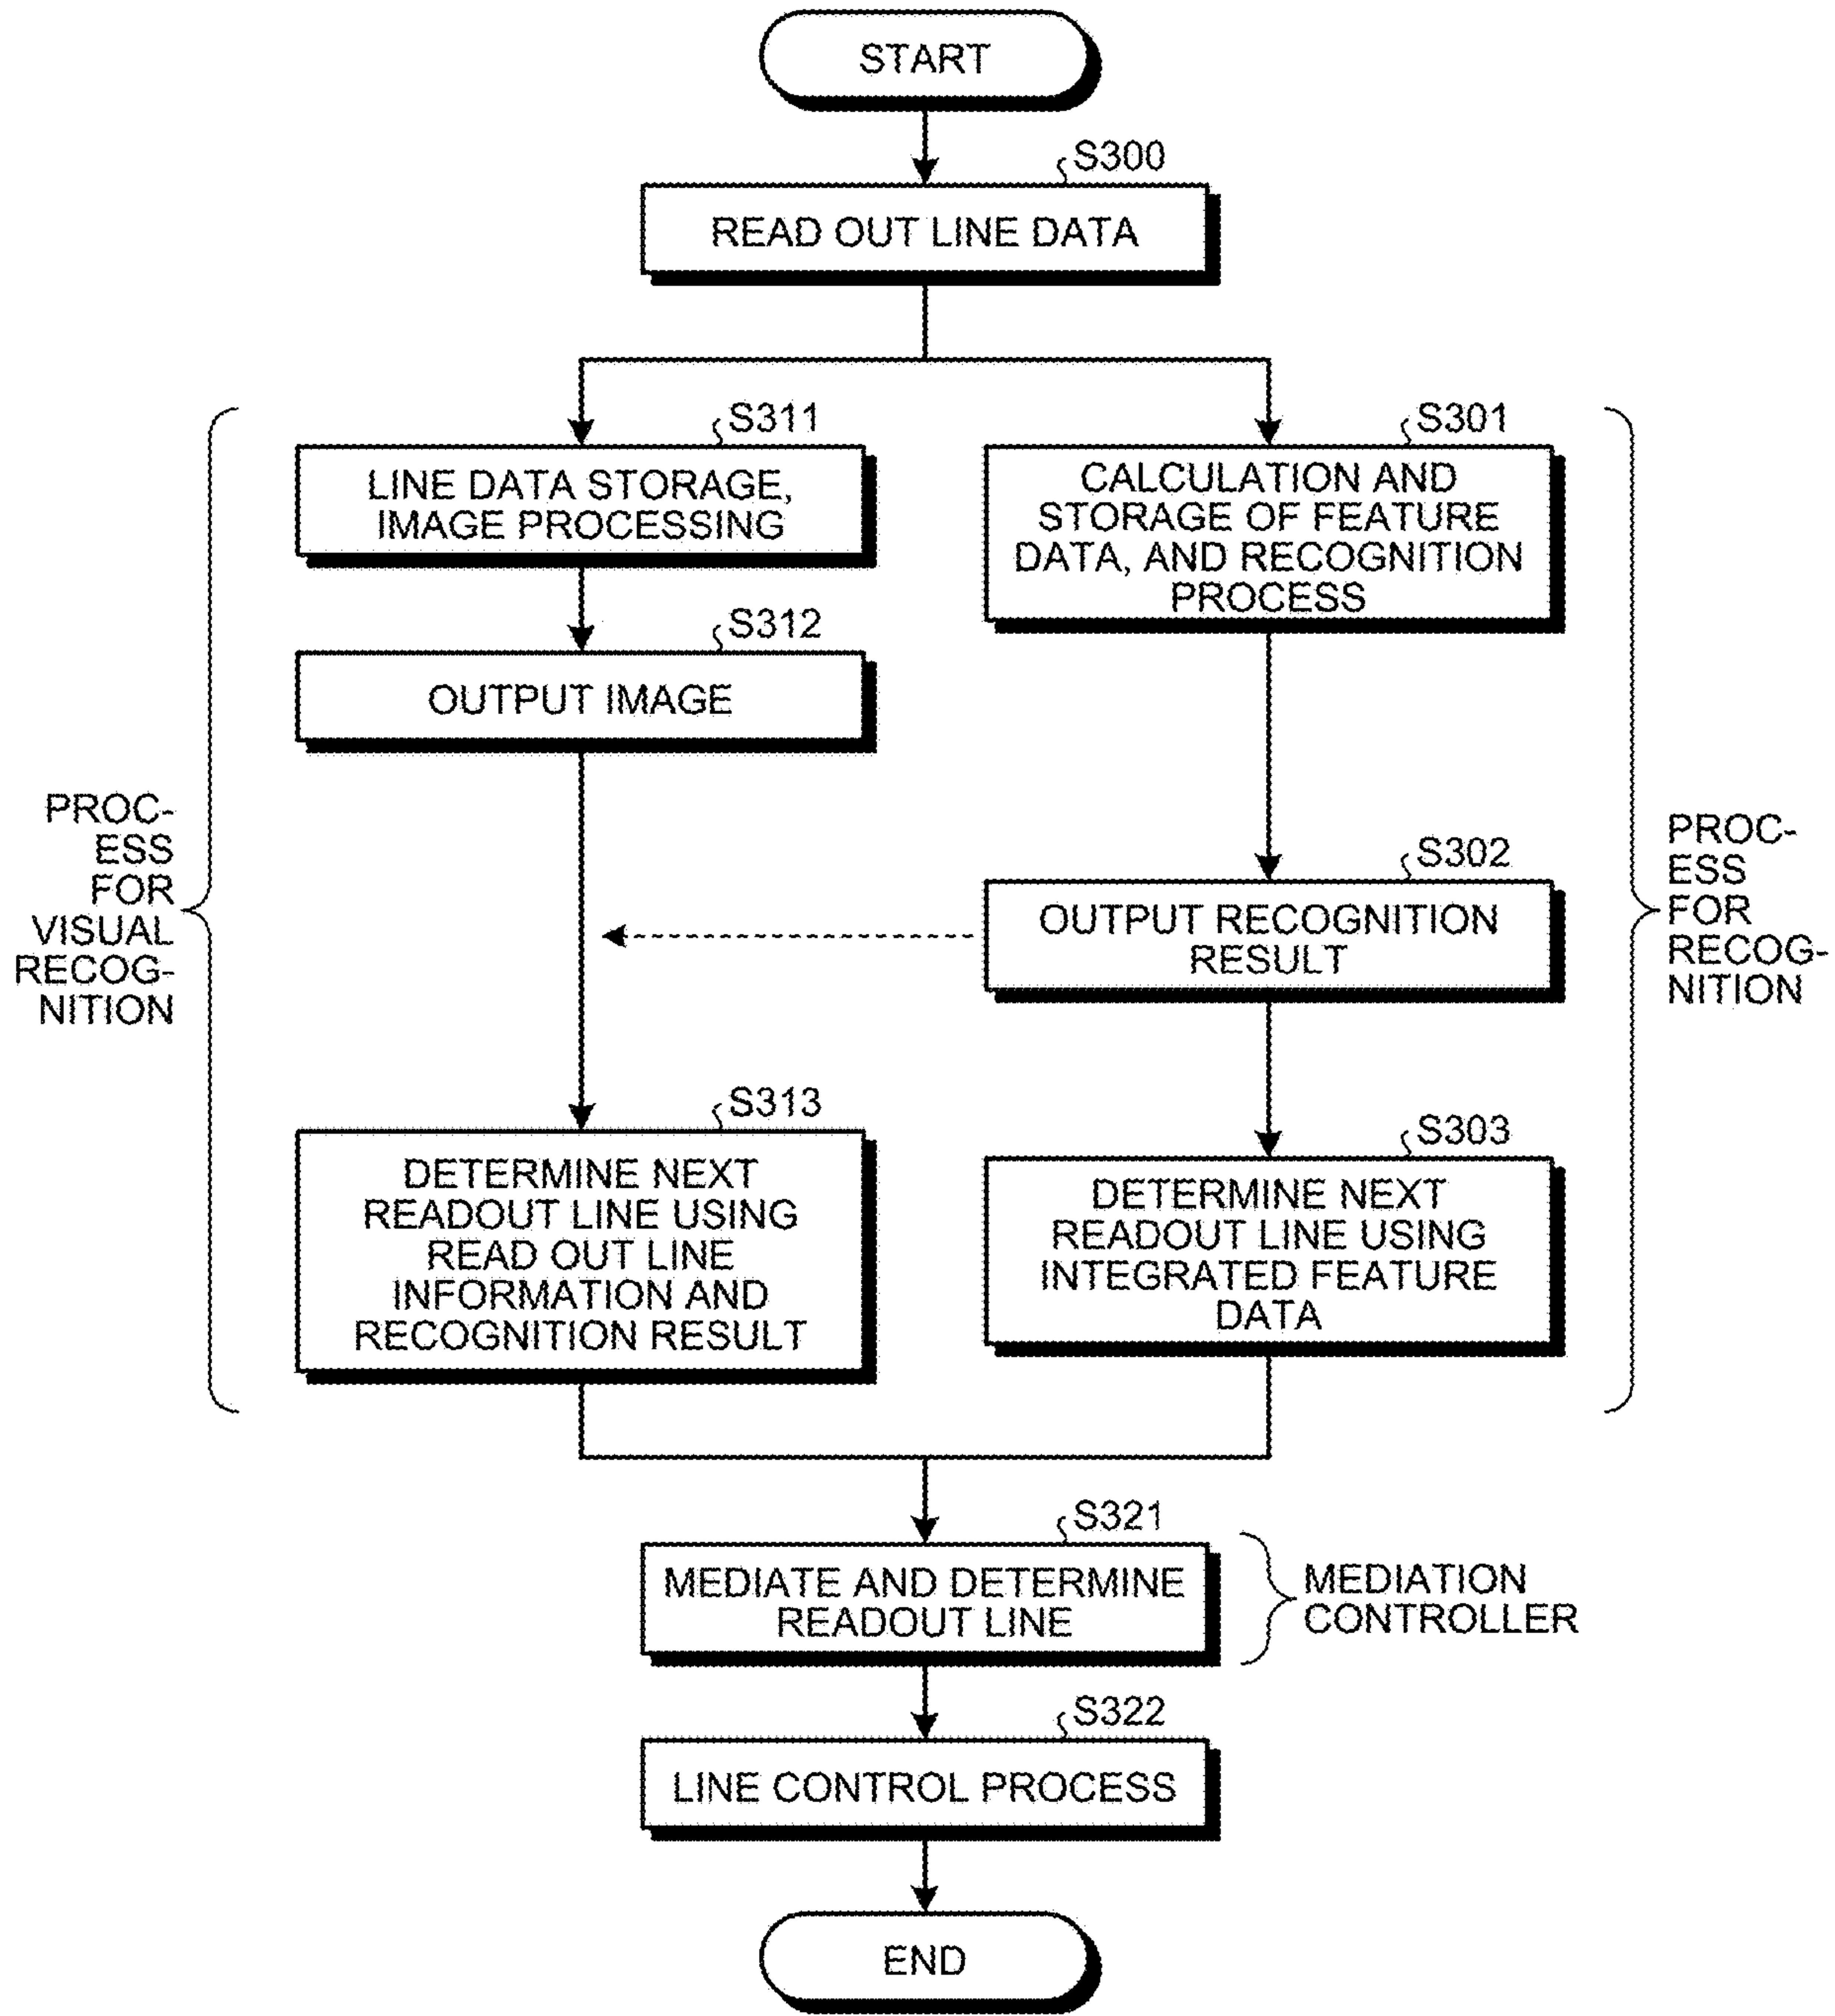 START
S300
READ OUT LINE DATA
S311
LINE DATA STORAGE,
IMAGE PROCESSING
S312
OUTPUT IMAGE
S313
DETERMINE NEXT
READOUT LINE USING
READ OUT LINE
INFORMATION AND
RECOGNITION RESULT
PROC-
ESS
FOR
VISUAL
RECOG-
NITION
S301
CALCULATION AND
STORAGE OF FEATURE
DATA, AND RECOGNITION
PROCESS
S302
OUTPUT RECOGNITION
RESULT
S303
DETERMINE NEXT
READOUT LINE USING
INTEGRATED FEATURE
DATA
PROC-
ESS
FOR
RECOG-
NITION
S321
MEDIATE AND DETERMINE
READOUT LINE
MEDIATION
CONTROLLER
S322
LINE CONTROL PROCESS
END